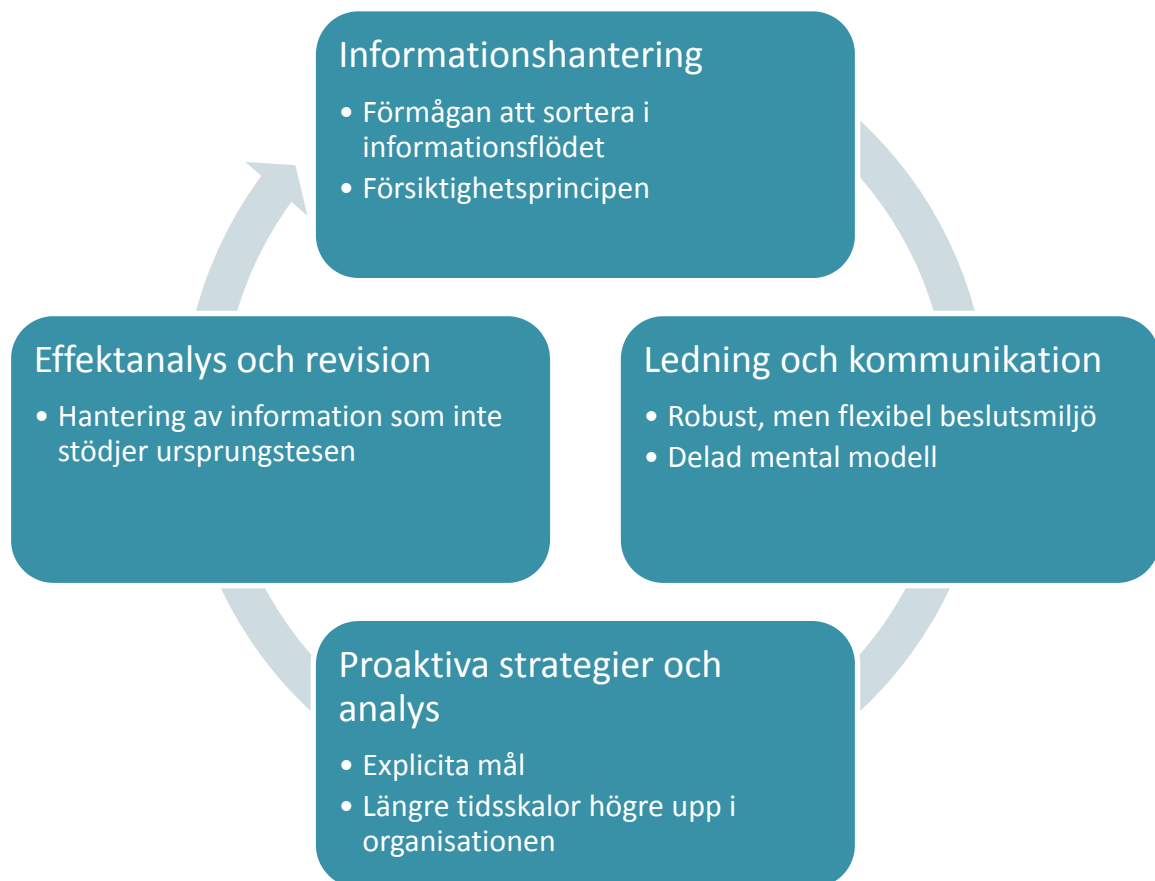 Informationshantering
• Förmågan att sortera i
informationsflödet
• Försiktighetsprincipen
Effektanalys och revision
• Hantering av information som inte
stödjer ursprungstesen
Ledning och kommunikation
• Robust, men flexibel beslutsmiljö
• Delad mental modell
Proaktiva strategier och
analys
• Explicita mål
• Längre tidsskalor högre upp i
organisationen